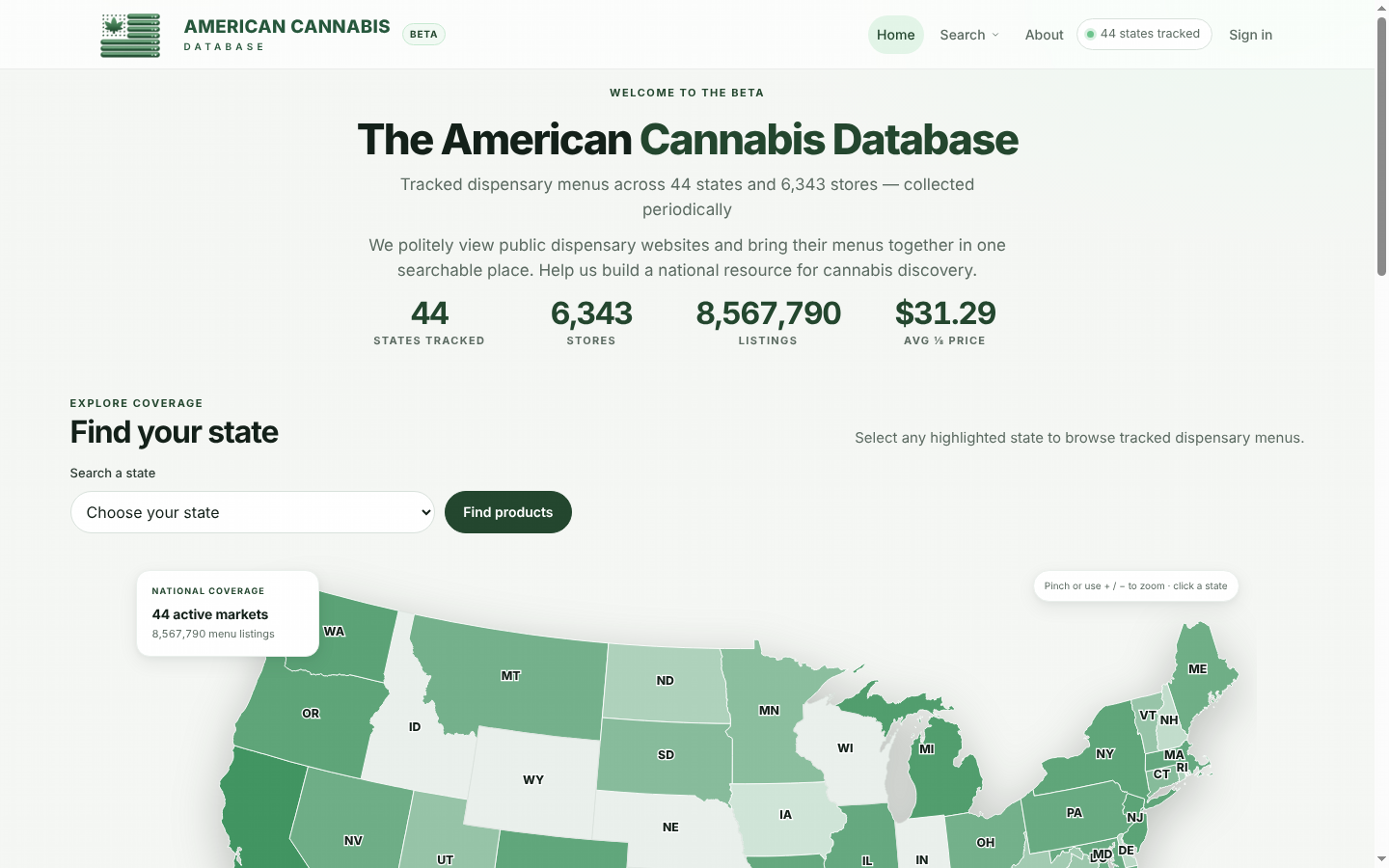 AMERICAN CANNABIS
DATABASE
BETA
Home
Search
About
44 states tracked
Sign in
WELCOME TO THE BETA
The American Cannabis Database
Tracked dispensary menus across 44 states and 6,343 stores — collected
periodically
We politely view public dispensary websites and bring their menus together in one
searchable place. Help us build a national resource for cannabis discovery.
44
STATES TRACKED
6,343
STORES
8,567,790
LISTINGS
$31.29
AVG ⅛ PRICE
EXPLORE COVERAGE
Find your state
Select any highlighted state to browse tracked dispensary menus.
Search a state
Choose your state
Find products
NATIONAL COVERAGE
44 active markets
8,567,790 menu listings
Pinch or use + / − to zoom · click a state
WA
MT
ND
MN
ME
OR
ID
SD
WI
MI
VT
NH
NY
MA
RI
CT
WY
IA
NE
PA
NJ
NV
UT
IL
IN
OH
MD
DE